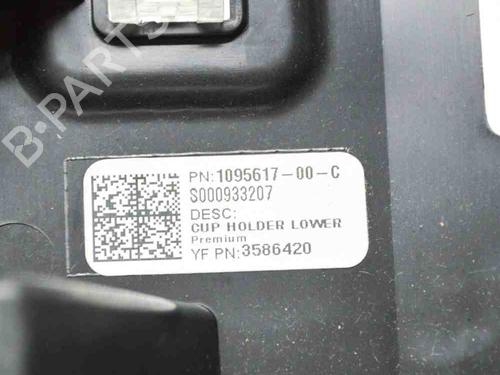 B-PARTS
PN:1095617-00-C
S000933207
DESC:
CUP HOLDER LOWER
Premium
YF PN:3586420